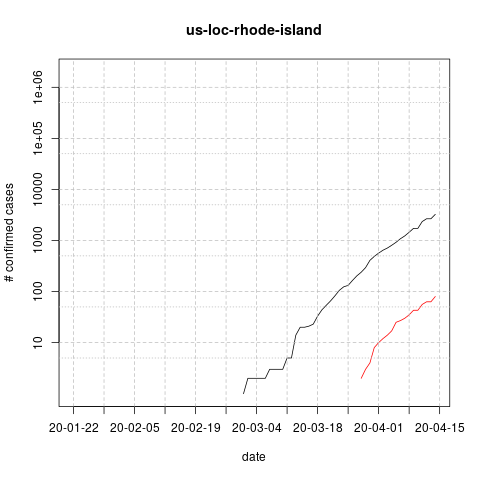 us-loc-rhode-island
# confirmed cases
1e+06
1e+05
10000
1000
100
10
20-01-22 20-02-05 20-02-19 20-03-04 20-03-18 20-04-01 20-04-15
date